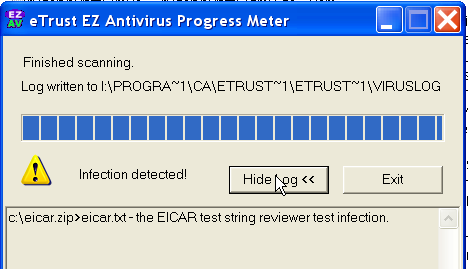 EZ AV eTrust EZ Antivirus Progress Meter
Finished scanning.
Log written to I:\PROGRA~1\CA\ETRUST~1\ETRUST~1\VIRUSLOG
Infection detected!
Hide Log <<
Exit
c:\eicar.zip>eicar.txt - the EICAR test string reviewer test infection.